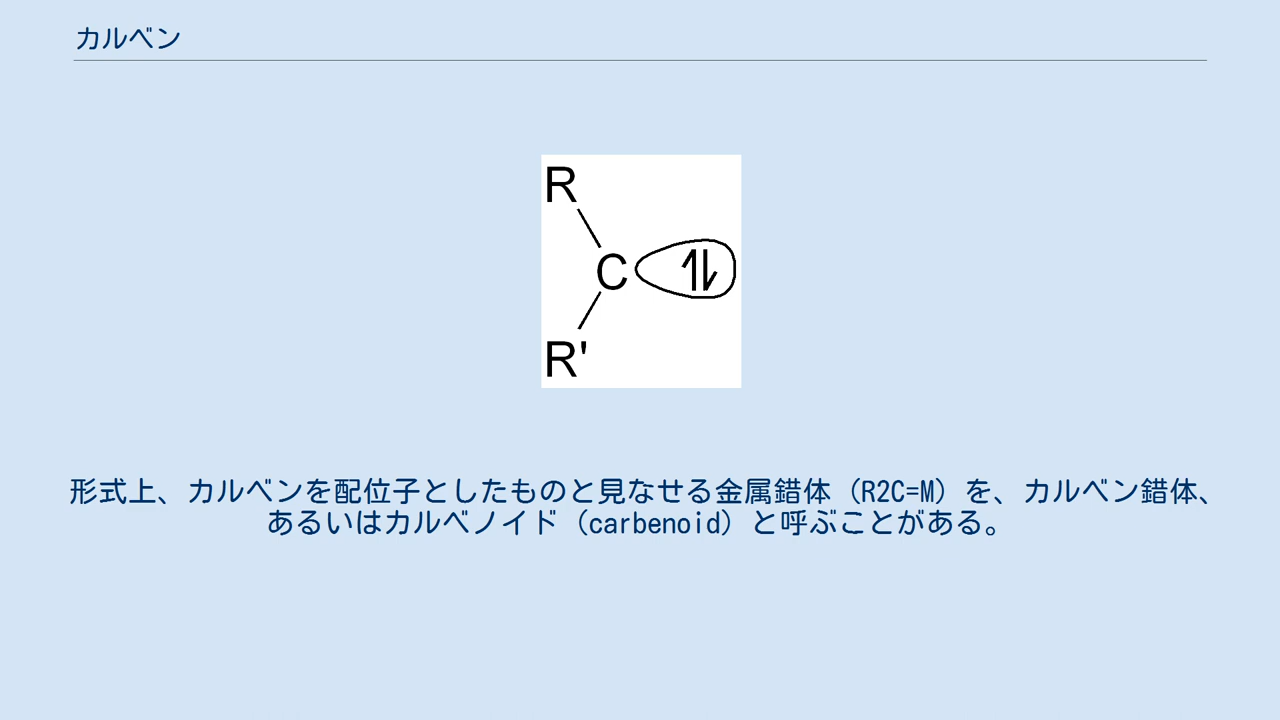 カルベン
R
C
R'
形式上、カルベンを配位子としたものと見なせる金属錯体（R2C=M）を、カルベン錯体、
あるいはカルベノイド（carbenoid）と呼ぶことがある。